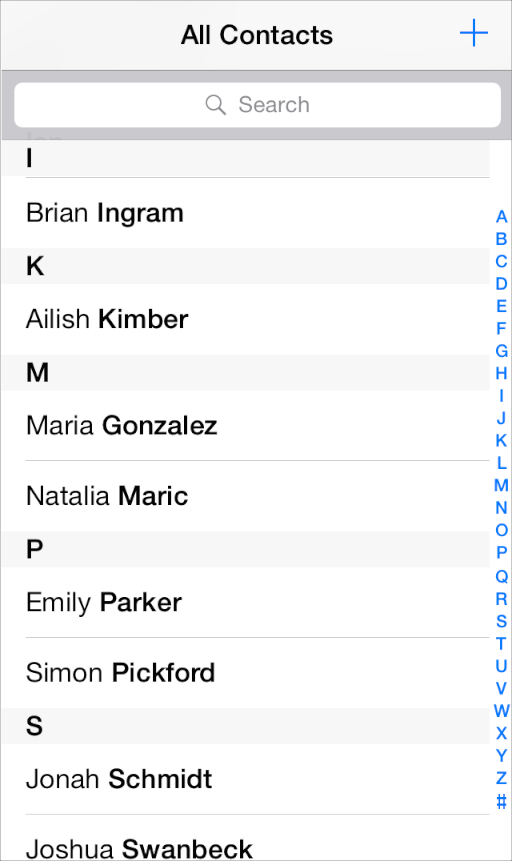 All Contacts
Search
I
Brian Ingram
K
Ailish Kimber
M
Maria Gonzalez
Natalia Maric
P
Emily Parker
Simon Pickford
S
Jonah Schmidt
Joshua Swanbeck
A
B
C
D
E
F
G
H
I
J
K
L
M
N
O
P
Q
R
S
T
U
V
W
X
Y
Z
#